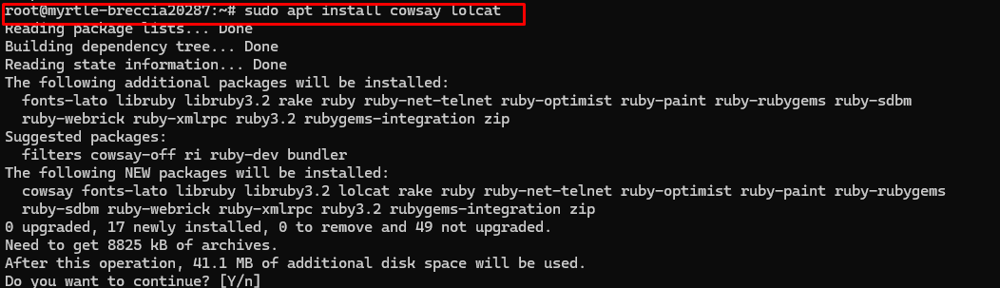 root@myrtle-breccia20287:~# sudo apt install cowsay lolcat
Reading package lists... Done
Building dependency tree... Done
Reading state information... Done
The following additional packages will be installed:
  fonts-lato libruby libruby3.2 rake ruby ruby-net-telnet ruby-optimist ruby-paint ruby-rubygems ruby-sdbm
  ruby-webrick ruby-xmlrpc ruby3.2 rubygems-integration zip
Suggested packages:
  filters cowsay-off ri ruby-dev bundler
The following NEW packages will be installed:
  cowsay fonts-lato libruby libruby3.2 lolcat rake ruby ruby-net-telnet ruby-optimist ruby-paint ruby-rubygems
  ruby-sdbm ruby-webrick ruby-xmlrpc ruby3.2 rubygems-integration zip
0 upgraded, 17 newly installed, 0 to remove and 49 not upgraded.
Need to get 8825 kB of archives.
After this operation, 41.1 MB of additional disk space will be used.
Do you want to continue? [Y/n]